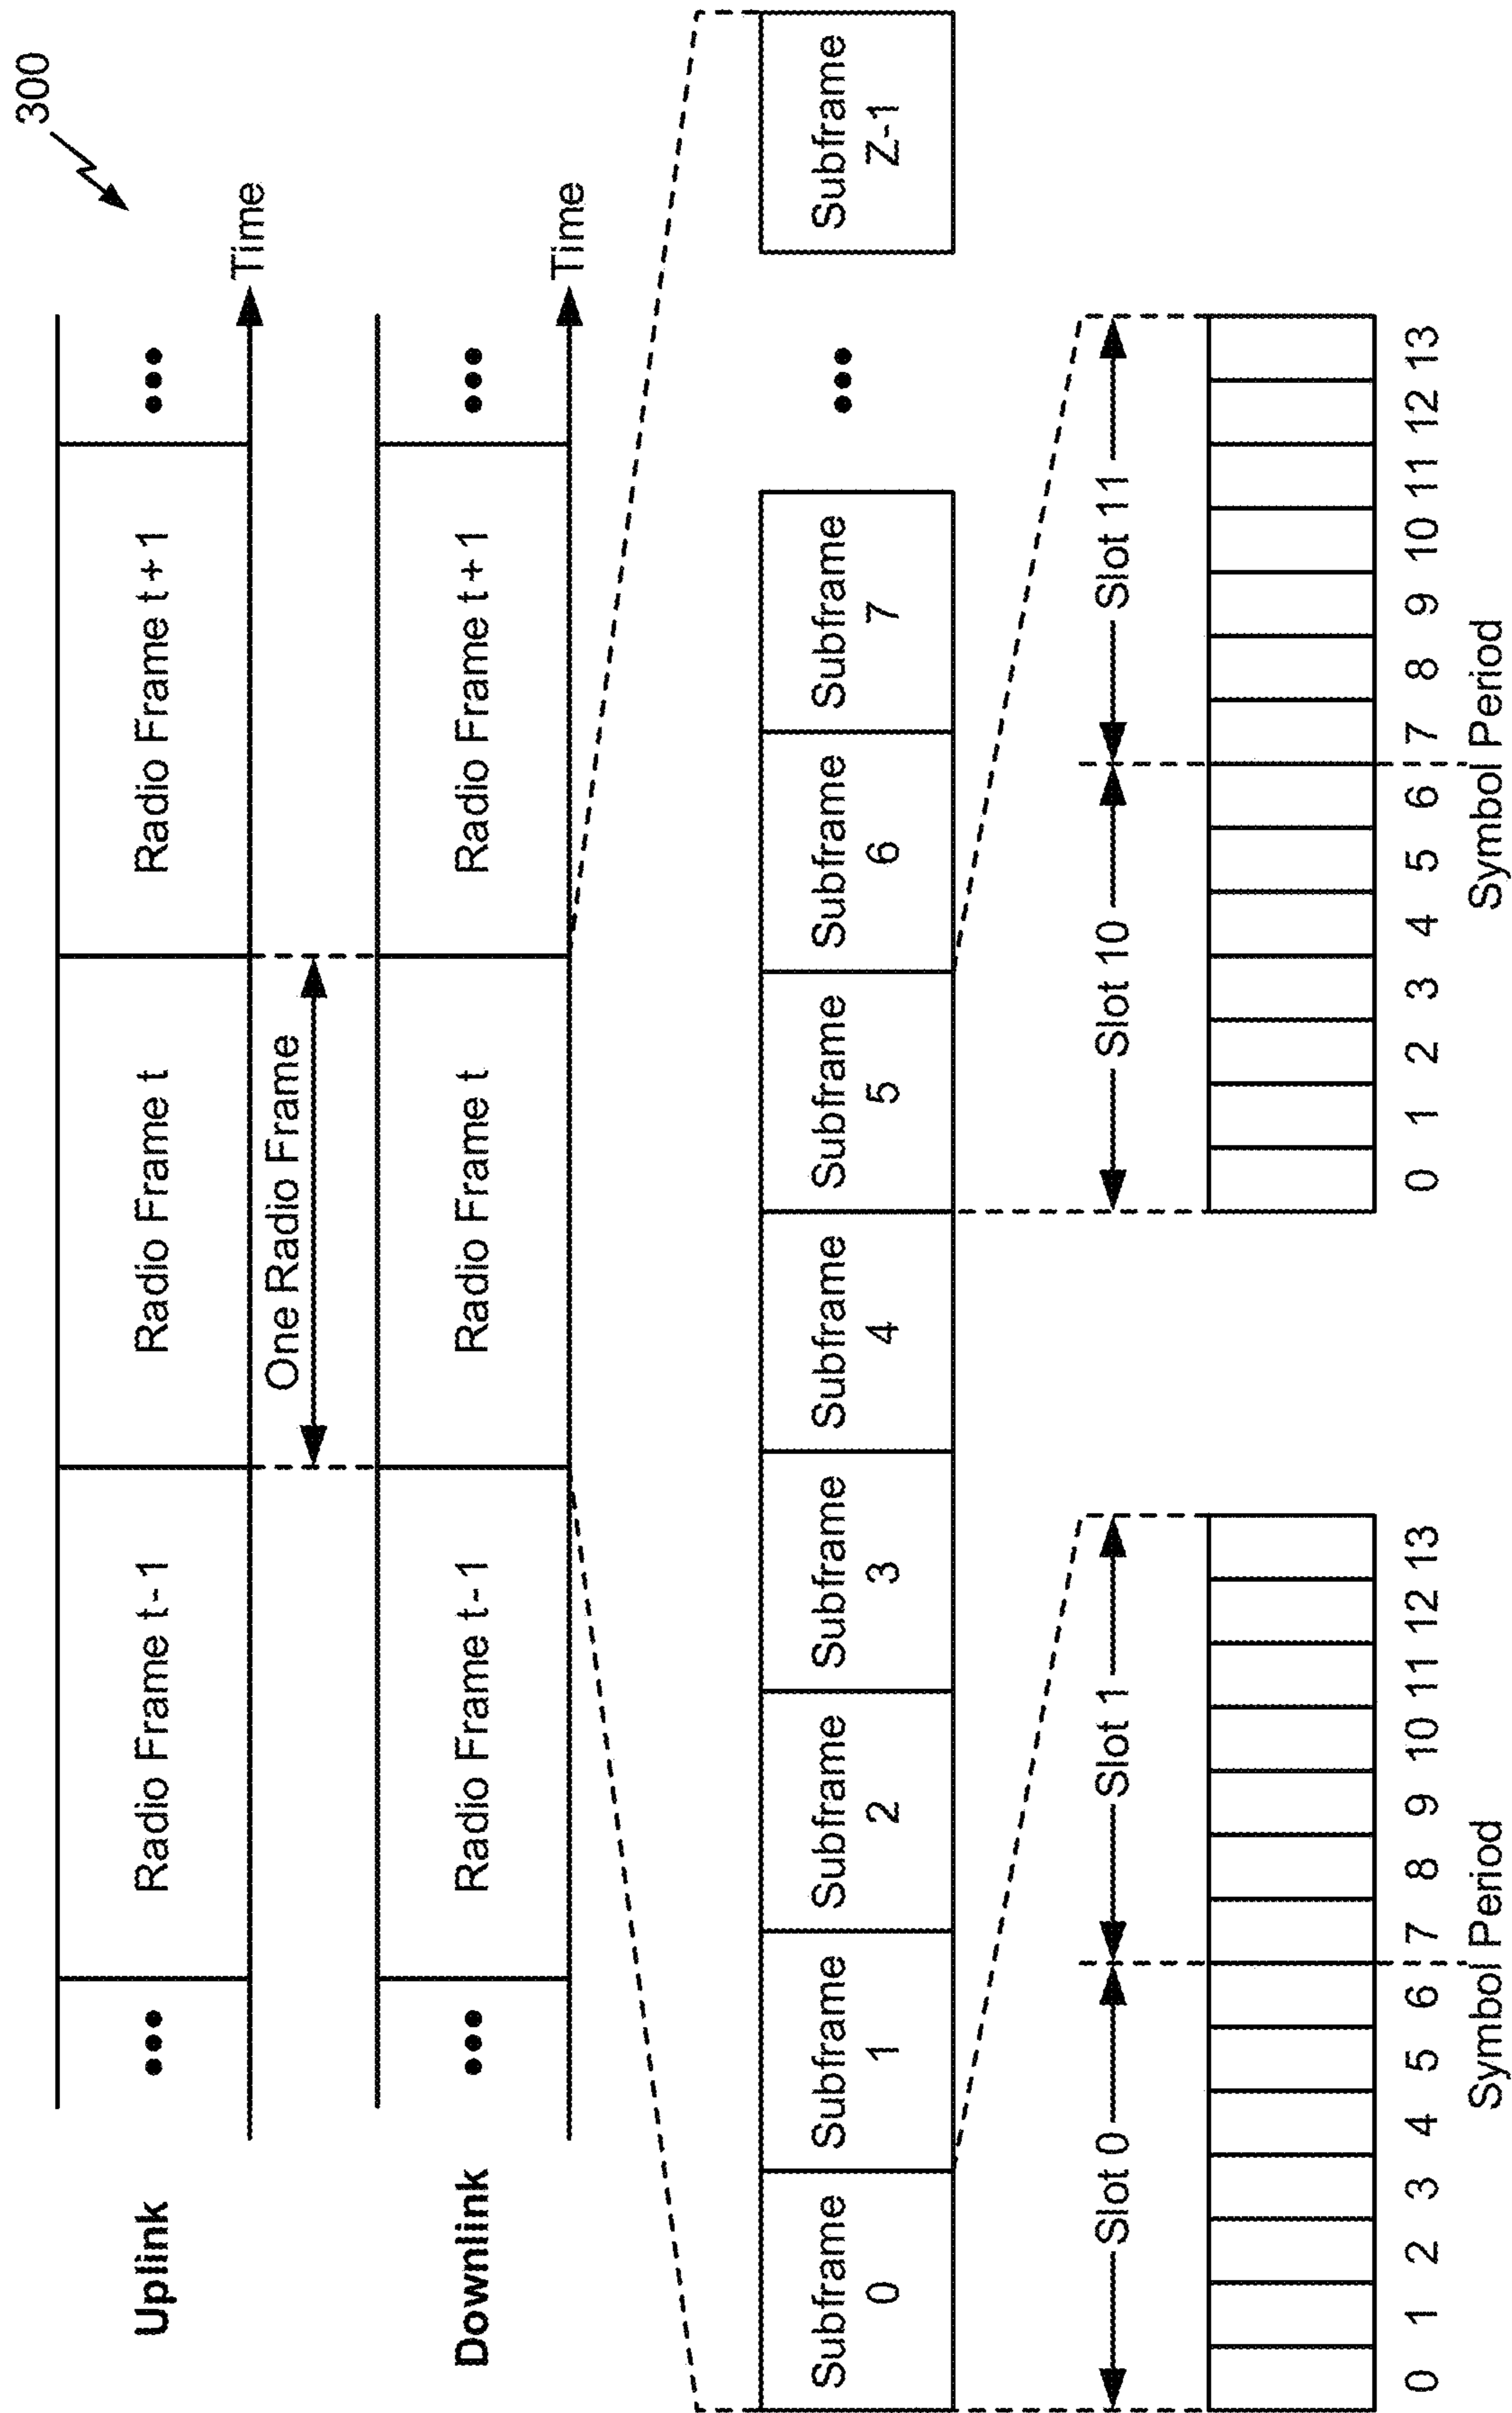 300
Uplink
••• Radio Frame t-1 Radio Frame t Radio Frame t+1 •••
Time
One Radio Frame
Downlink
••• Radio Frame t-1 Radio Frame t Radio Frame t+1 •••
Time
Subframe Subframe Subframe Subframe Subframe Subframe Subframe Subframe ••• Subframe
0 1 2 3 4 5 6 7 Z-1
Slot 0 Slot 1 Slot 10 Slot 11
0 1 2 3 4 5 6 7 8 9 10 11 12 13 0 1 2 3 4 5 6 7 8 9 10 11 12 13
Symbol Period Symbol Period